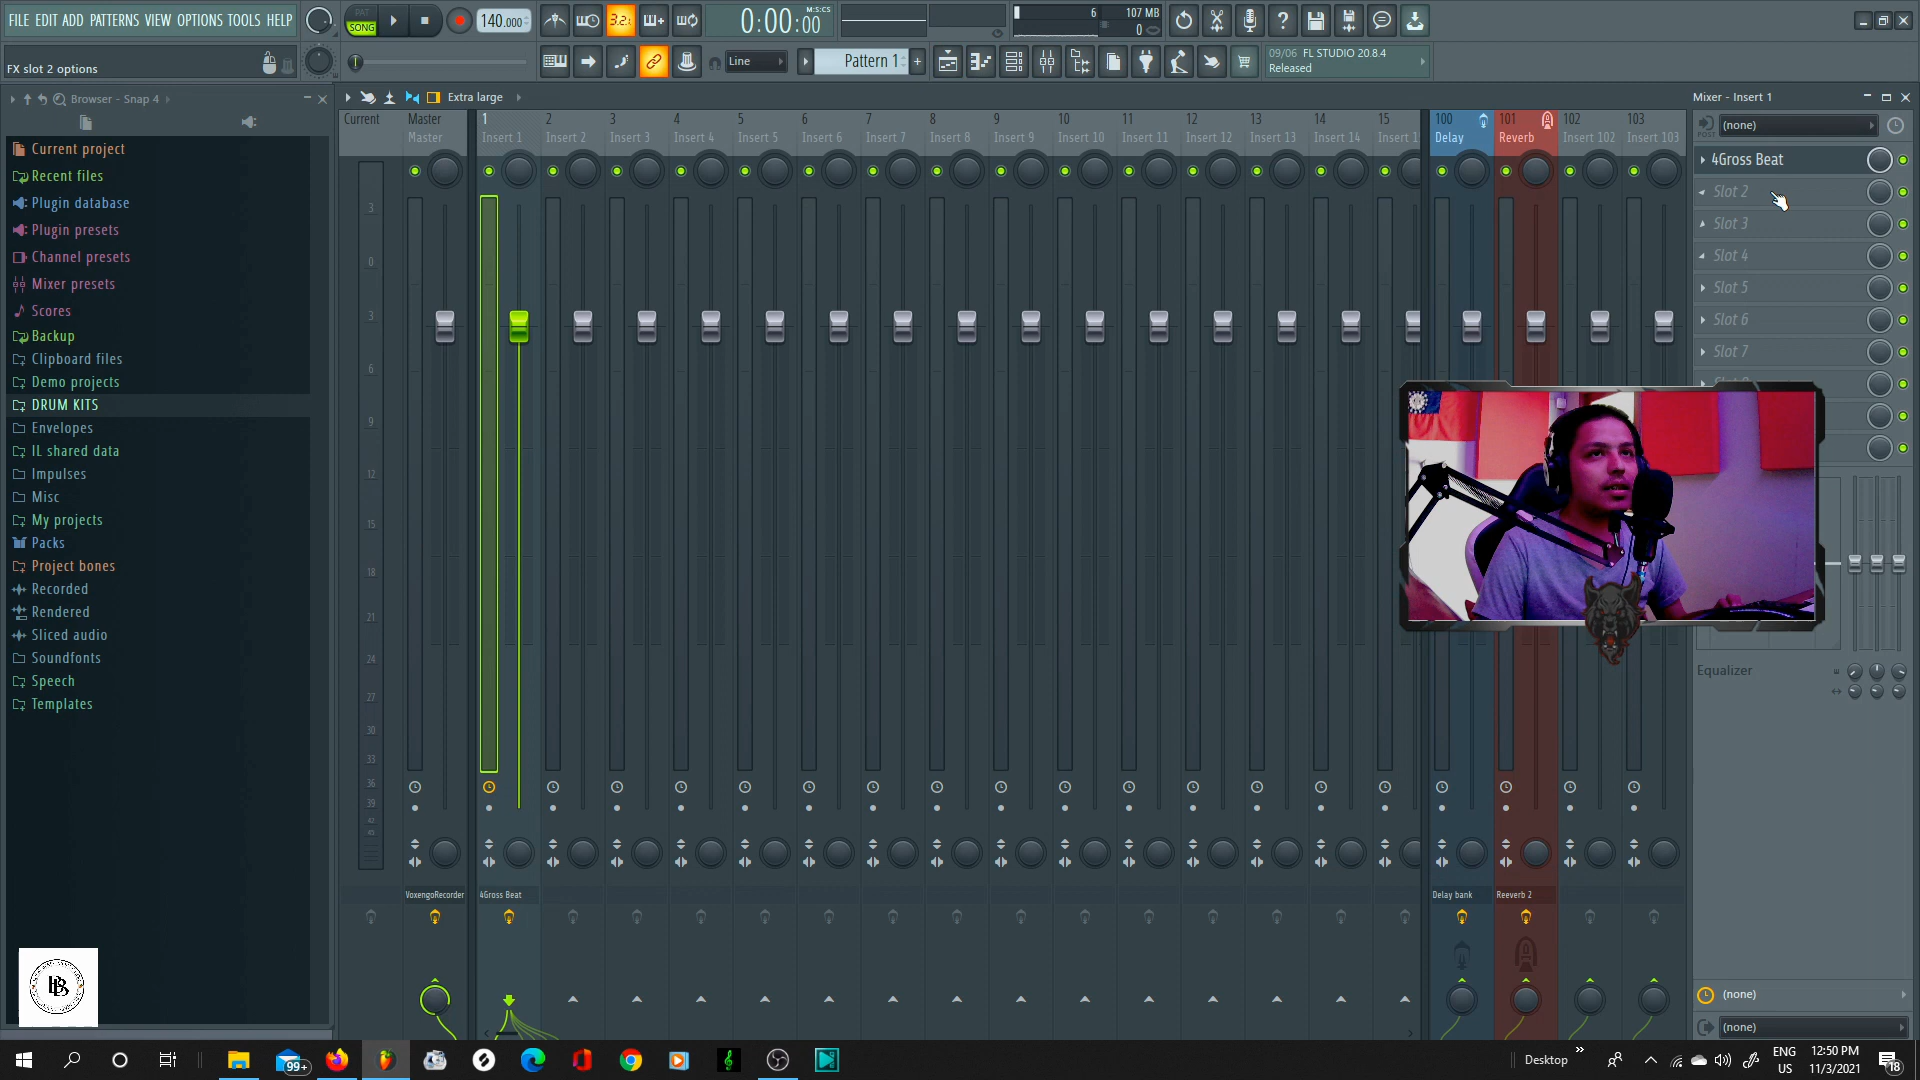 FILE EDIT ADD PATTERNS VIEW OPTIONS TOOLS HELP
PAT
SONG
140.000
3.2.
0:00:00
M:S:CS
6
107 MB
0
FX slot 2 options
Line
Pattern 1
+
09/06 FL STUDIO 20.8.4
Released
Browser - Snap 4
Extra large
Mixer - Insert 1
Current project
Recent files
Plugin database
Plugin presets
Channel presets
Mixer presets
Scores
Backup
Clipboard files
Demo projects
DRUM KITS
Envelopes
IL shared data
Impulses
Misc
My projects
Packs
Project bones
Recorded
Rendered
Sliced audio
Soundfonts
Speech
Templates
Current
Master
1
2
3
4
5
6
7
8
9
10
11
12
13
14
15
100
101
102
103
Master
Insert 1
Insert 2
Insert 3
Insert 4
Insert 5
Insert 6
Insert 7
Insert 8
Insert 9
Insert 10
Insert 11
Insert 12
Insert 13
Insert 14
Insert 1
Delay
Reverb
Insert 102
Insert 103
3
0
3
6
9
12
15
18
21
24
27
30
33
36
39
42
VoxengoRecorder
4Gross Beat
Delay bank
Reeverb 2
POST
(none)
4Gross Beat
Slot 2
Slot 3
Slot 4
Slot 5
Slot 6
Slot 7
Equalizer
(none)
(none)
99+
Desktop
ENG
US
12:50 PM
11/3/2021
18